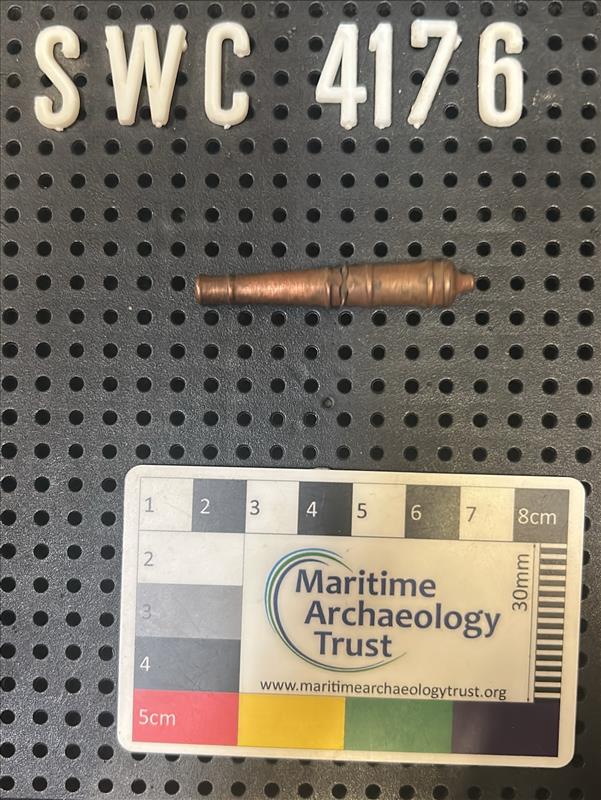 SWC 4176
1 2 3 4 5 6 7 8cm
2
3
4
5cm
30mm
Maritime
Archaeology
Trust
www.maritimearchaeologytrust.org